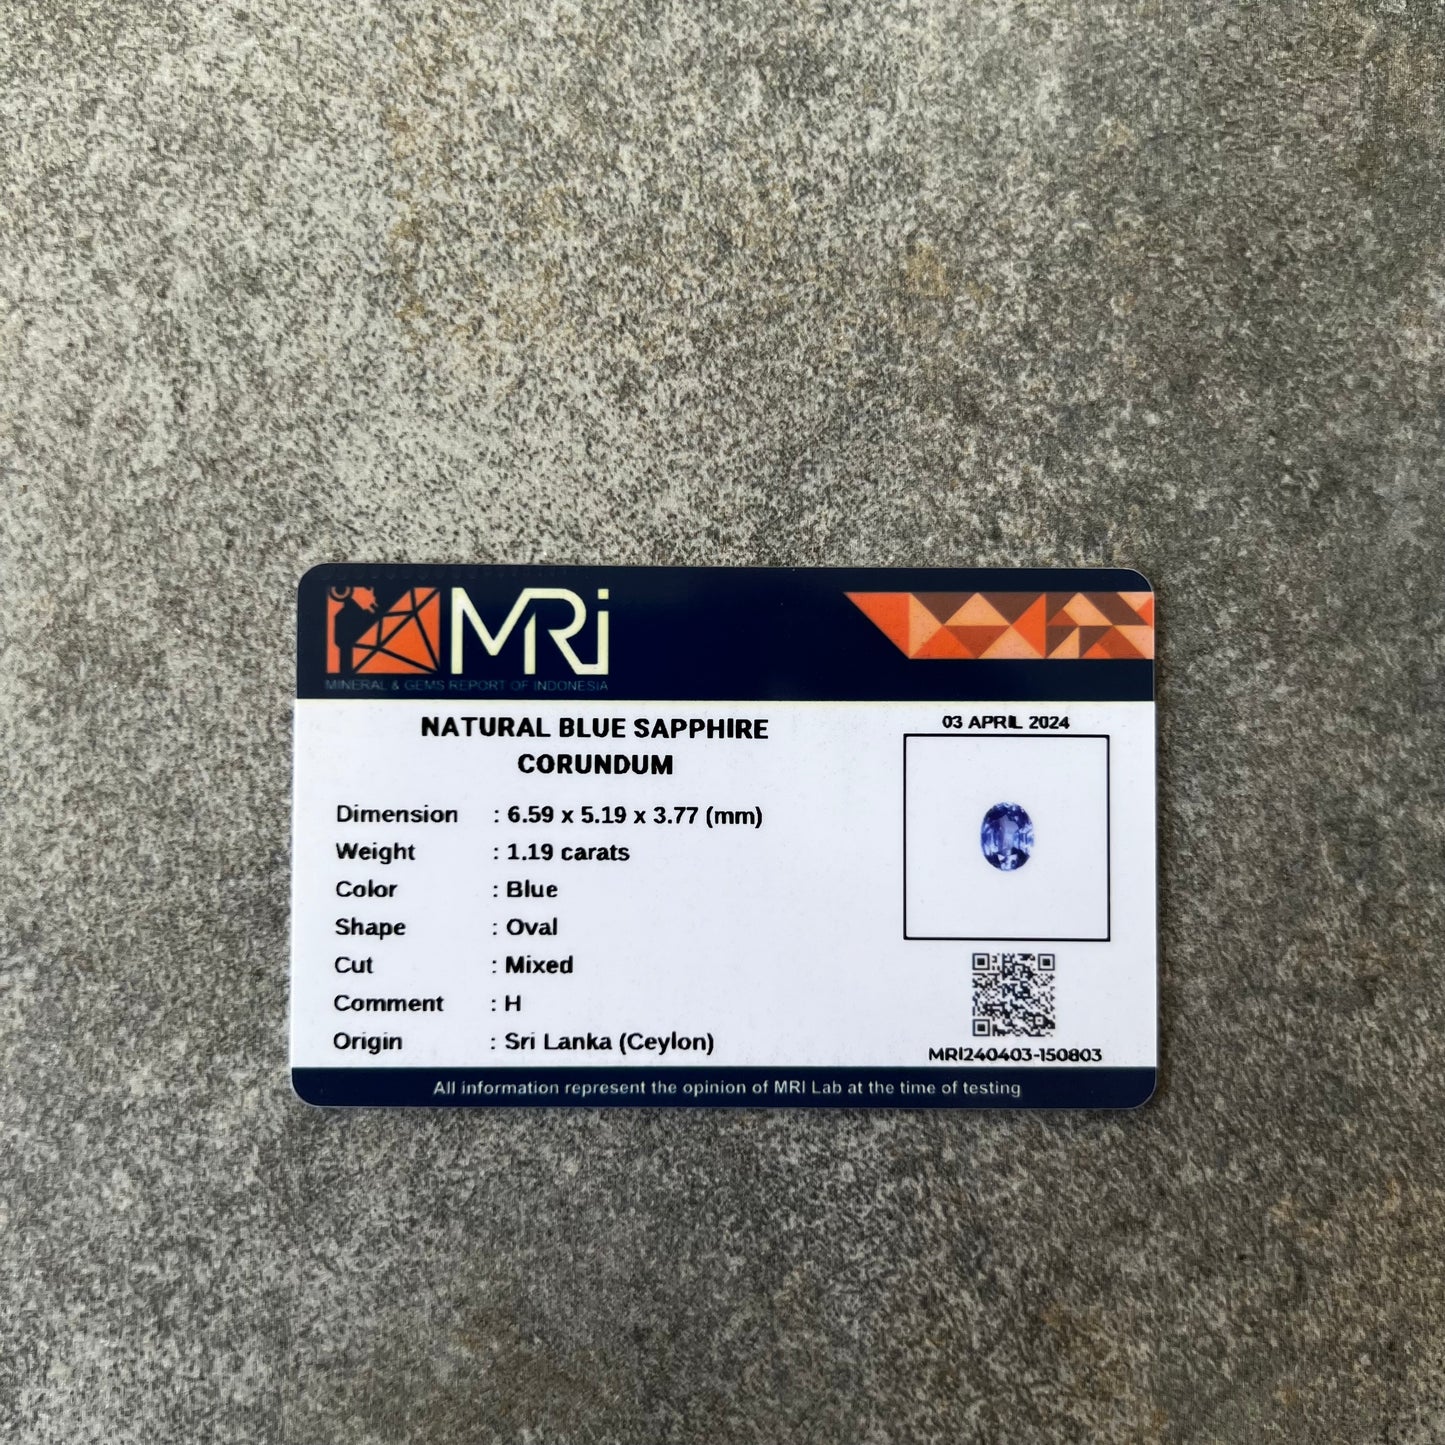 MRi
MINERAL & GEMS REPORT OF INDONESIA
NATURAL BLUE SAPPHIRE
CORUNDUM
Dimension : 6.59 x 5.19 x 3.77 (mm)
Weight : 1.19 carats
Color : Blue
Shape : Oval
Cut : Mixed
Comment : H
Origin : Sri Lanka (Ceylon)
03 APRIL 2024
MRI240403-150803
All information represent the opinion of MRI Lab at the time of testing